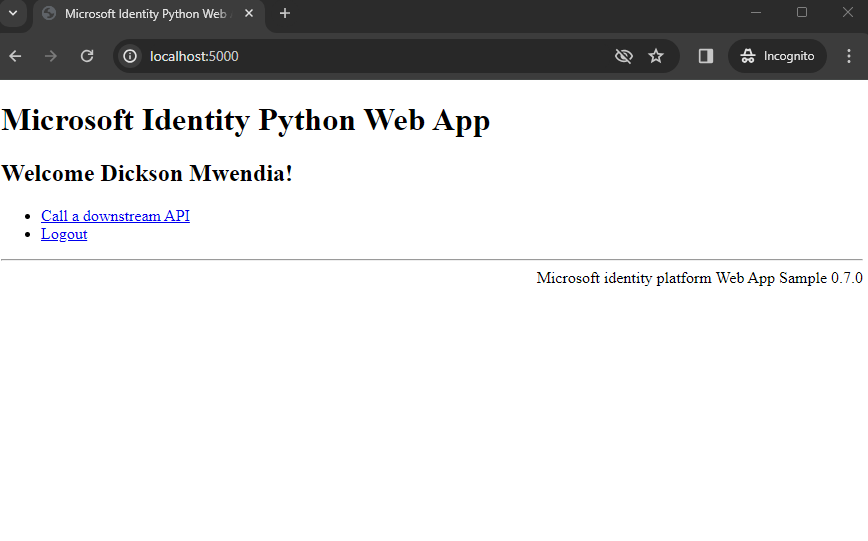 Microsoft Identity Python Web
localhost:5000
Incognito
Microsoft Identity Python Web App
Welcome Dickson Mwendia!
Call a downstream API
Logout
Microsoft identity platform Web App Sample 0.7.0